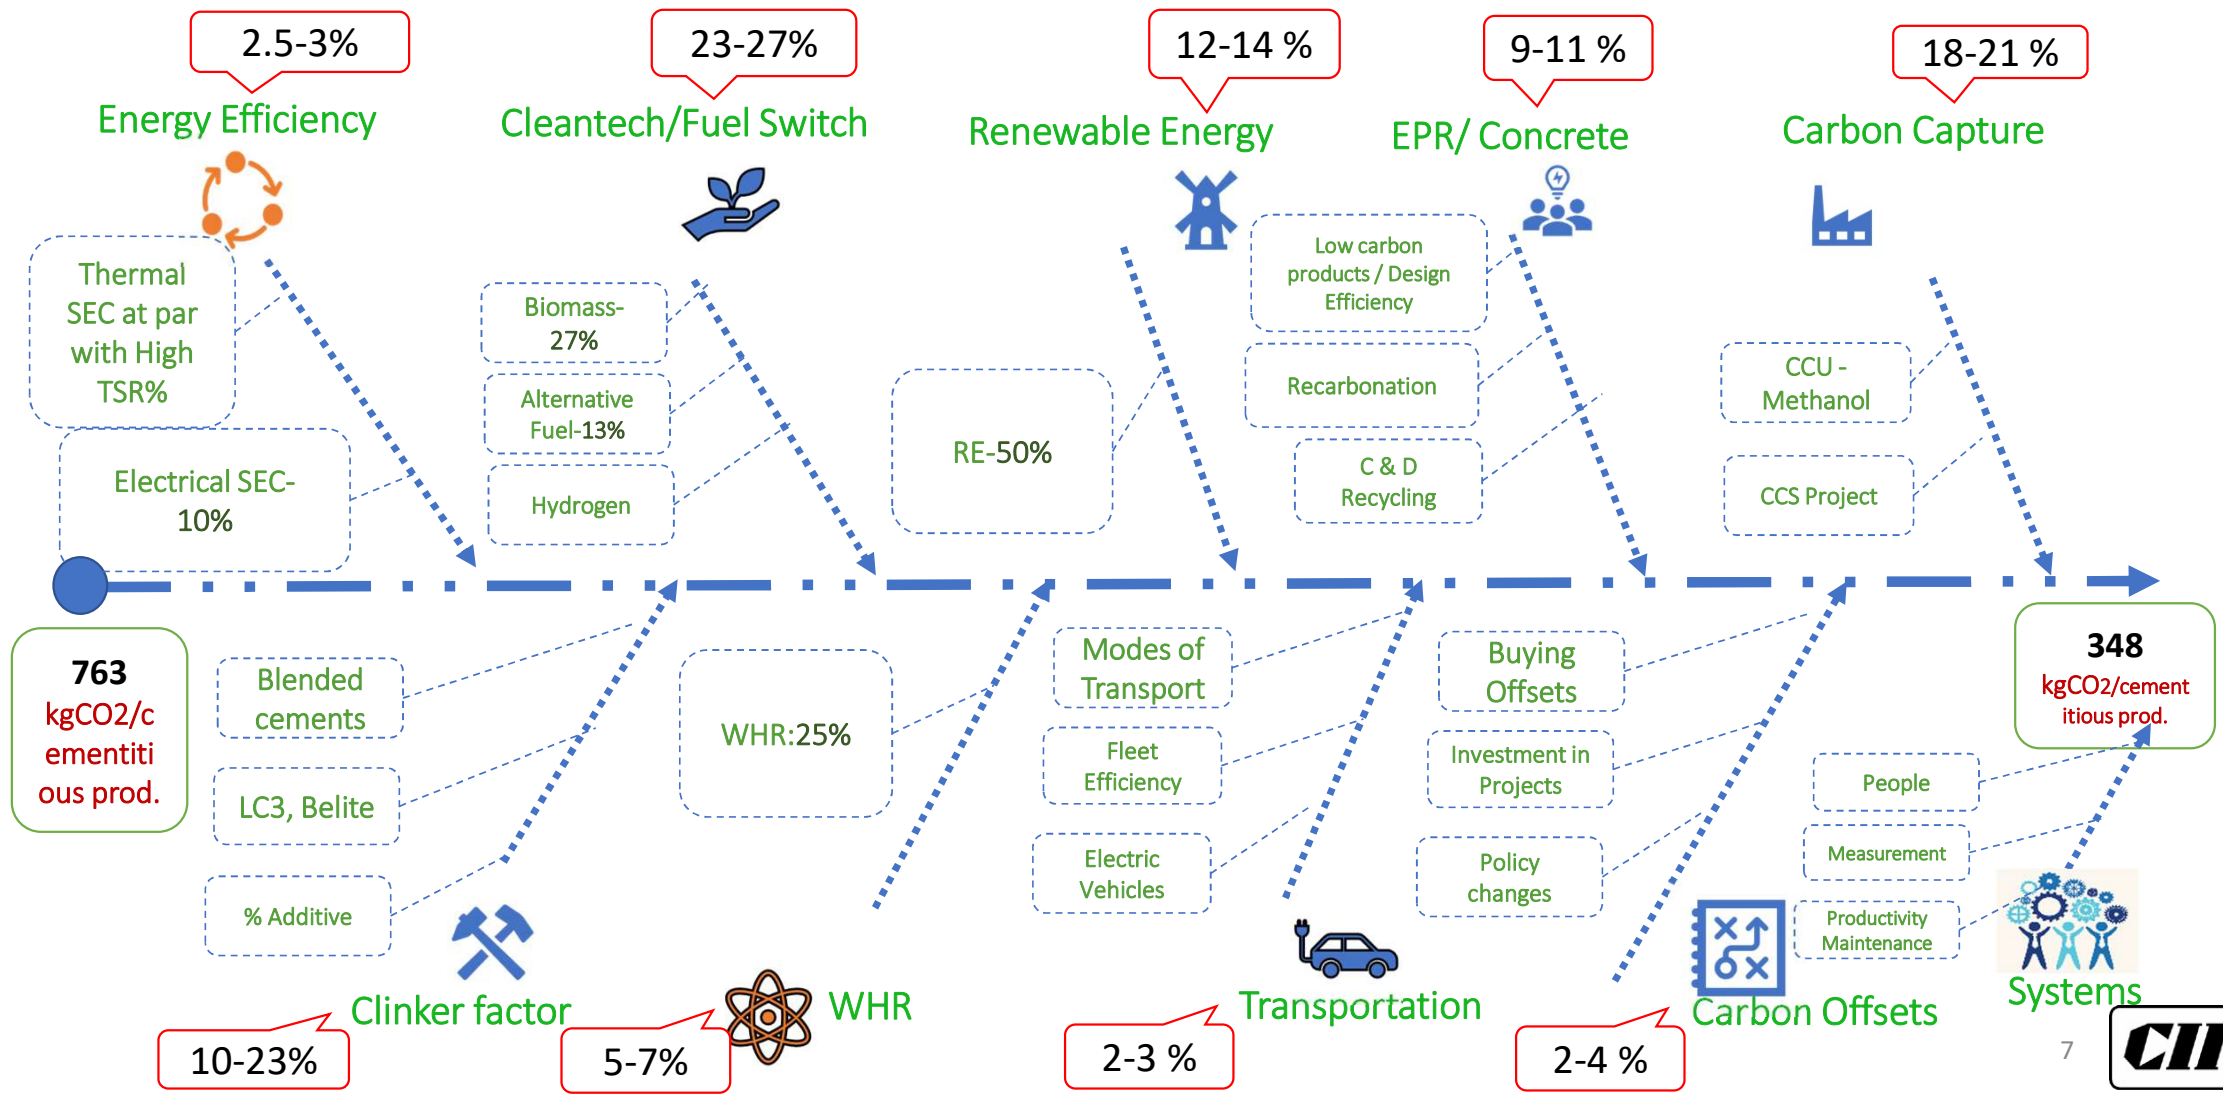 2.5-3%
23-27%
12-14 %
9-11 %
18-21 %
Energy Efficiency
Cleantech/Fuel Switch
Renewable Energy
EPR/ Concrete
Carbon Capture
Thermal
SEC at par
with High
TSR%
Electrical SEC-
10%
Biomass-
27%
Alternative
Fuel-13%
Hydrogen
RE-50%
Low carbon
products / Design
Efficiency
Recarbonation
C & D
Recycling
CCU -
Methanol
CCS Project
763
kgCO2/c
ementiti
ous prod.
Blended
cements
LC3, Belite
% Additive
WHR:25%
Modes of
Transport
Fleet
Efficiency
Electric
Vehicles
Buying
Offsets
Investment in
Projects
Policy
changes
348
kgCO2/cement
itious prod.
People
Measurement
Productivity
Maintenance
Clinker factor
WHR
Transportation
Carbon Offsets
Systems
10-23%
5-7%
2-3 %
2-4 %
7
CII